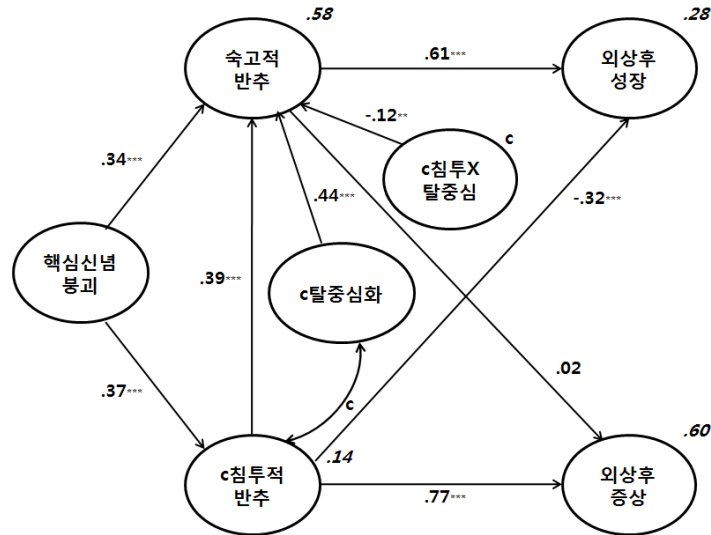 .58
.28
숙고적
반추
.61***
외상후
성장
-.12**
c
c침투X
탈중심
.34***
.44***
-.32***
핵심신념
붕괴
.39***
c탈중심화
.37***
.02
c
.14
.60
c침투적
반추
.77***
외상후
증상